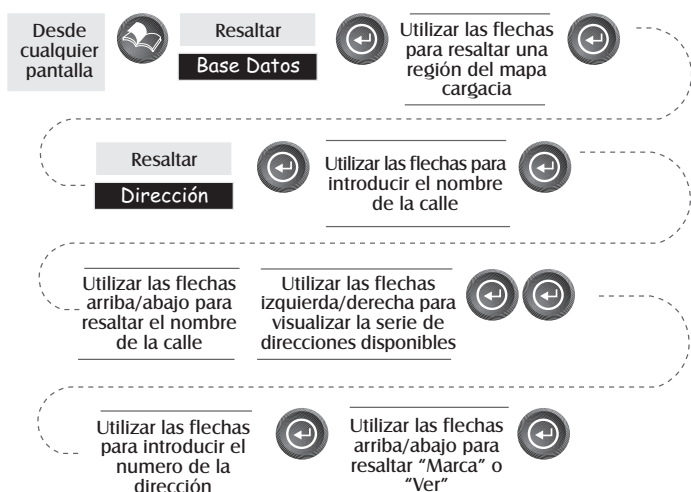 Desde
cualquier
pantalla
Resaltar
Base Datos
Utilizar las flechas
para resaltar una
región del mapa
cargacia
Resaltar
Dirección
Utilizar las flechas para
introducir el nombre
de la calle
Utilizar las flechas
arriba/abajo para
resaltar el nombre
de la calle
Utilizar las flechas
izquierda/derecha para
visualizar la serie de
direcciones disponibles
Utilizar las flechas
para introducir el
numero de la
dirección
Utilizar las flechas
arriba/abajo para
resaltar “Marca” o
“Ver”